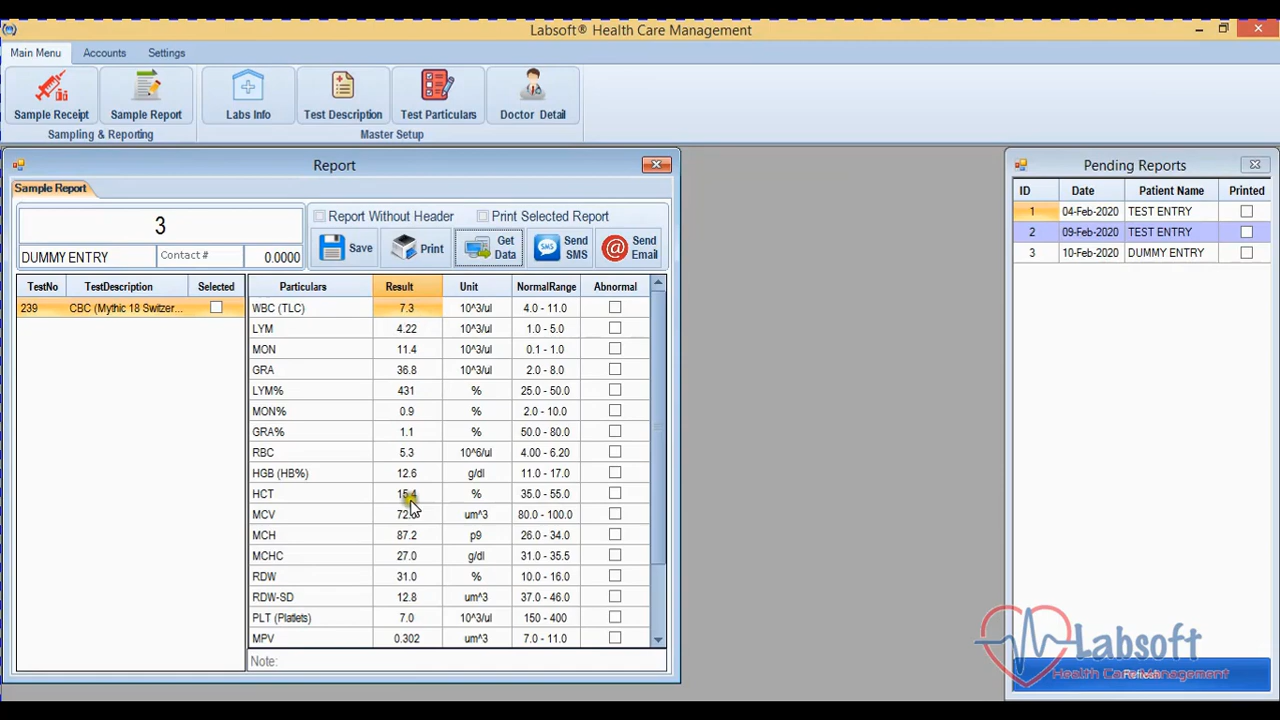 Labsoft® Health Care Management
Main Menu Accounts Settings
Sample Receipt Sample Report Labs Info Test Description Test Particulars Doctor Detail
Sampling & Reporting Master Setup
Report
Sample Report
3
Report Without Header Print Selected Report
DUMMY ENTRY Contact # 0.0000
Save Print Get Data Send SMS Send Email
TestNo TestDescription Selected
239 CBC (Mythic 18 Switzer...
Particulars Result Unit NormalRange Abnormal
WBC (TLC) 7.3 10^3/ul 4.0 - 11.0
LYM 4.22 10^3/ul 1.0 - 5.0
MON 11.4 10^3/ul 0.1 - 1.0
GRA 36.8 10^3/ul 2.0 - 8.0
LYM% 431 % 25.0 - 50.0
MON% 0.9 % 2.0 - 10.0
GRA% 1.1 % 50.0 - 80.0
RBC 5.3 10^6/ul 4.00 - 6.20
HGB (HB%) 12.6 g/dl 11.0 - 17.0
HCT 15.4 % 35.0 - 55.0
MCV um^3 80.0 - 100.0
MCH 87.2 p9 26.0 - 34.0
MCHC 27.0 g/dl 31.0 - 35.5
RDW 31.0 % 10.0 - 16.0
RDW-SD 12.8 um^3 37.0 - 46.0
PLT (Platlets) 7.0 10^3/ul 150 - 400
MPV 0.302 um^3 7.0 - 11.0
Note:
Pending Reports
ID Date Patient Name Printed
1 04-Feb-2020 TEST ENTRY
2 09-Feb-2020 TEST ENTRY
3 10-Feb-2020 DUMMY ENTRY
Labsoft
Health Care Management
Refresh